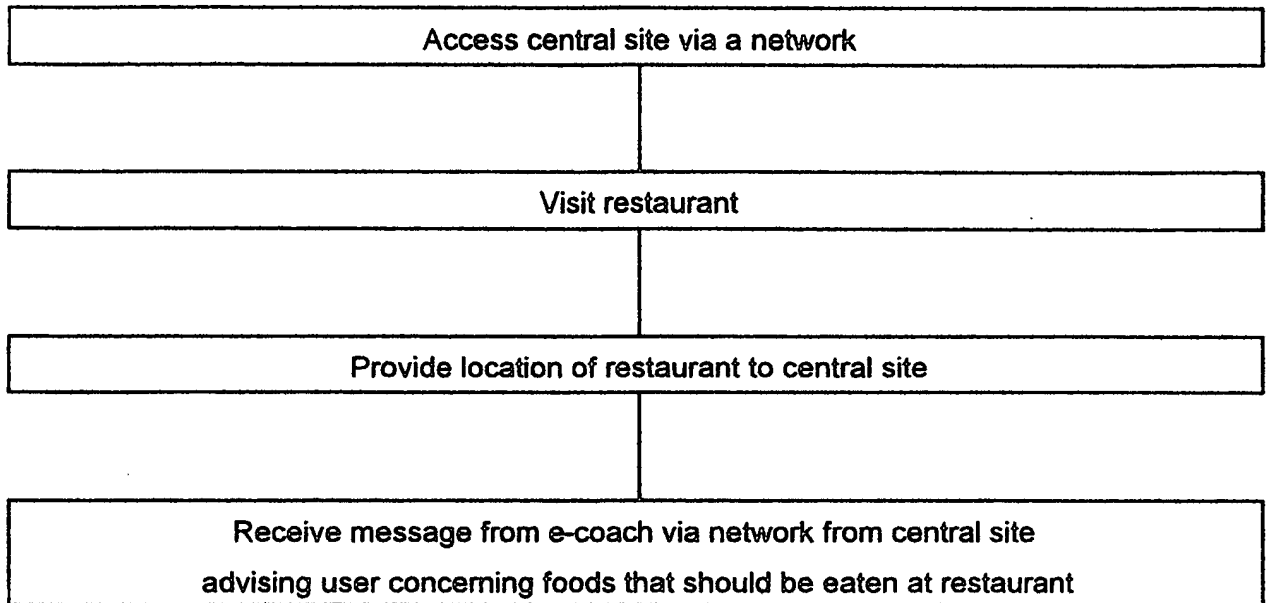 Access central site via a network
Visit restaurant
Provide location of restaurant to central site
Receive message from e-coach via network from central site
advising user concerning foods that should be eaten at restaurant